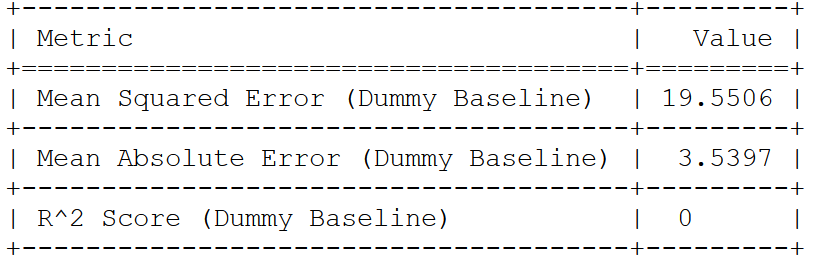 +--------------------------------------+---------+
| Metric                               |   Value |
+======================================+=========+
| Mean Squared Error (Dummy Baseline)  | 19.5506 |
+--------------------------------------+---------+
| Mean Absolute Error (Dummy Baseline) |  3.5397 |
+--------------------------------------+---------+
| R^2 Score (Dummy Baseline)           |  0      |
+--------------------------------------+---------+